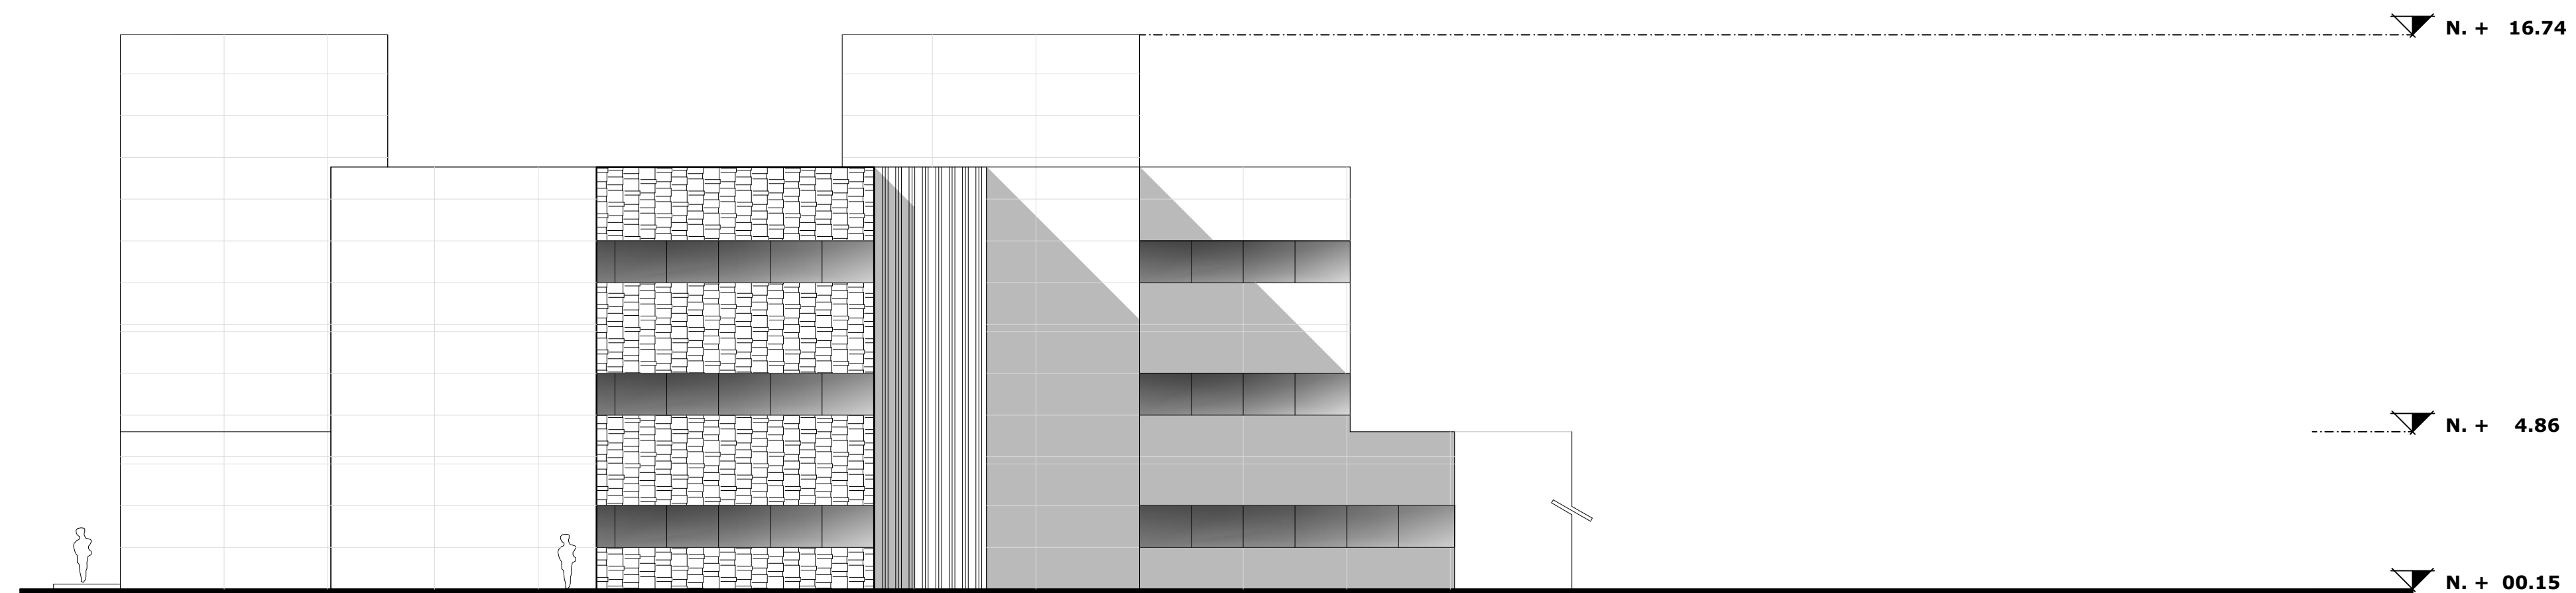 N. + 16.74
N. + 4.86
N. + 00.15